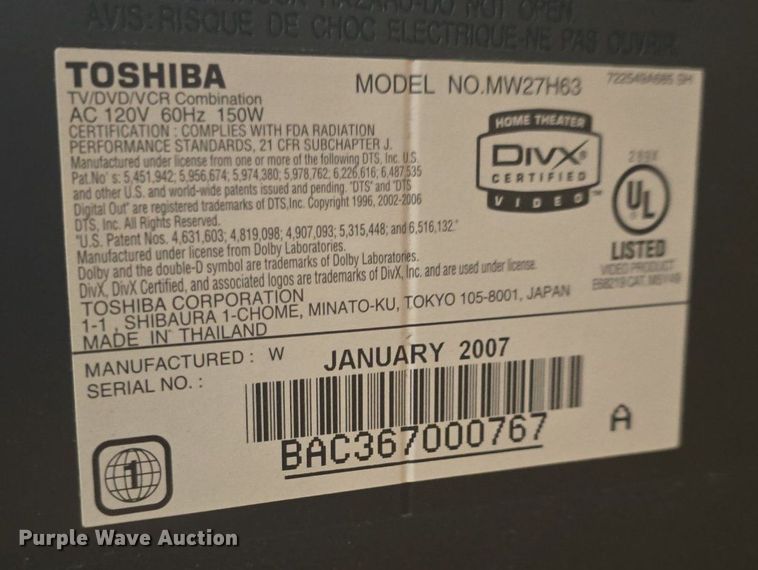 HAZARD-DO NOT OPEN
AVIS:RISQUE DE CHOC ELECTRIQUE-NE PAS OUVRIR.
TOSHIBA
MODEL NO.MW27H63
722549A685 SH
TV/DVD/VCR Combination
AC 120V 60Hz 150W
CERTIFICATION : COMPLIES WITH FDA RADIATION
PERFORMANCE STANDARDS, 21 CFR SUBCHAPTER J.
Manufactured under license from one or more of the following DTS, Inc. U.S.
Pat.No' s: 5,451,942; 5,956,674; 5,974,380; 5,978,762; 6,226,616; 6,487,535
and other U.S. and world-wide patents issued and pending. "DTS" and "DTS
Digital Out" are registered trademarks of DTS,Inc. Copyright 1996, 2002-2006
DTS, Inc. All Rights Reserved.
"U.S. Patent Nos. 4,631,603; 4,819,098; 4,907,093; 5,315,448; and 6,516,132."
Manufactured under license from Dolby Laboratories.
Dolby and the double-D symbol are trademarks of Dolby Laboratories.
DivX, DivX Certified, and associated logos are trademarks of DivX, Inc. and are used under license.
TOSHIBA CORPORATION
1-1 , SHIBAURA 1-CHOME, MINATO-KU, TOKYO 105-8001, JAPAN
MADE IN THAILAND
HOME THEATER
DIVX®
CERTIFIED
VIDEO™
289X
UL
LISTED
VIDEO PRODUCT
MANUFACTURED : W JANUARY 2007
SERIAL NO. :
BAC367000767
A
1
Purple Wave Auction